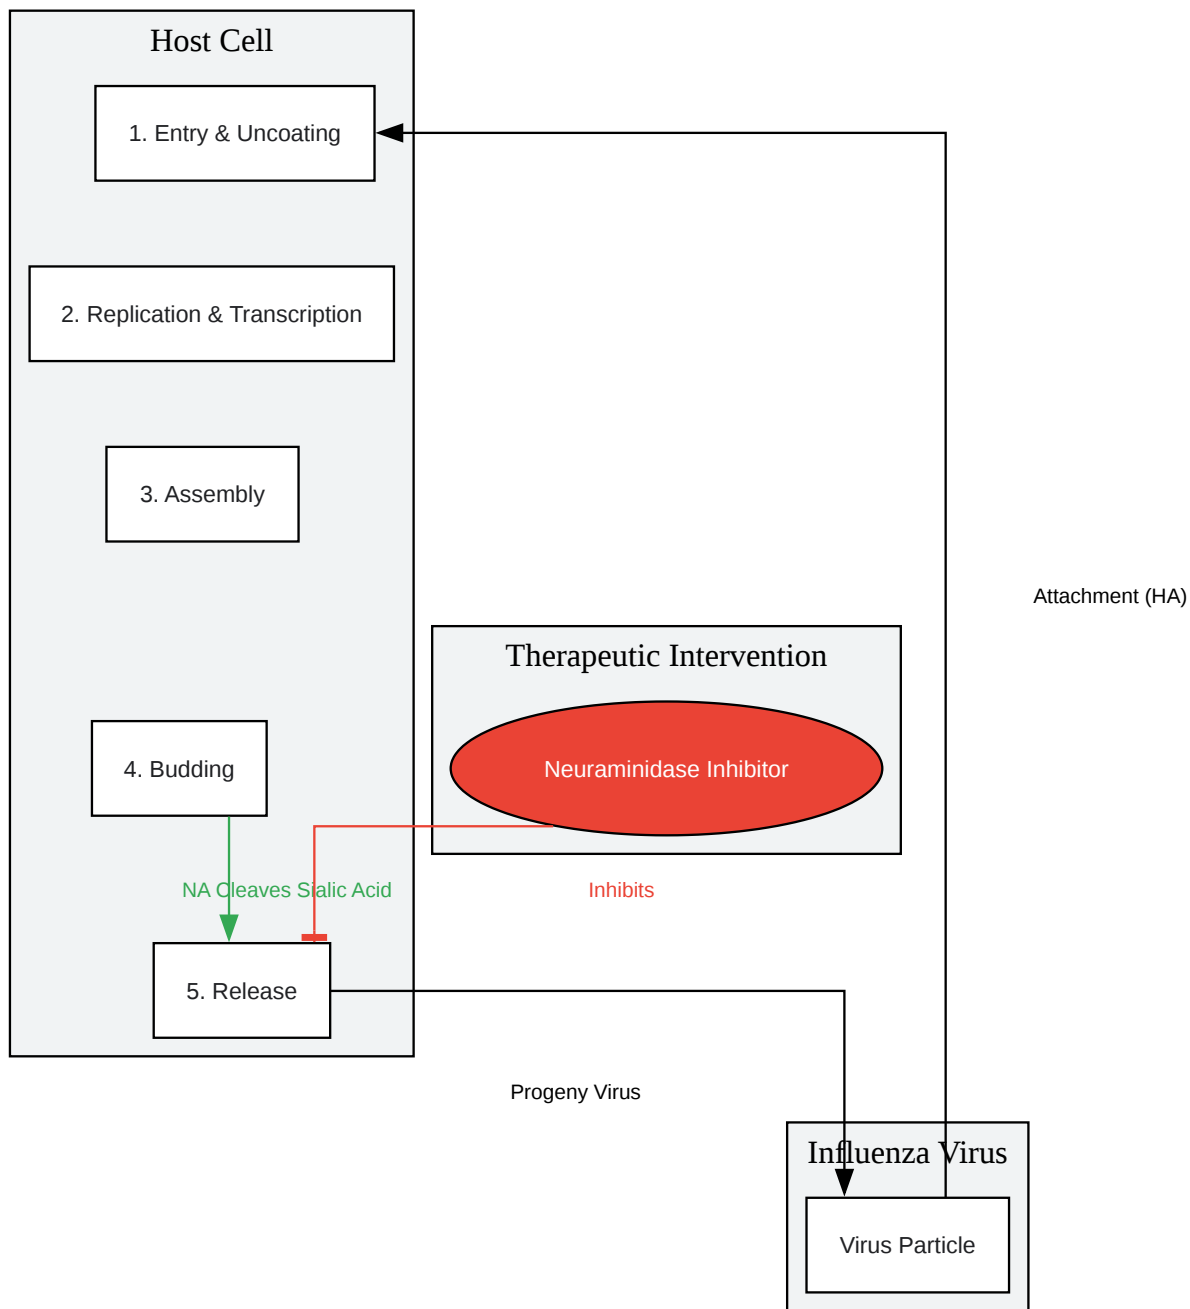 Host Cell
1. Entry & Uncoating
2. Replication & Transcription
3. Assembly
Attachment (HA)
Therapeutic Intervention
4. Budding
Neuraminidase Inhibitor
NA Cleaves Sialic Acid
Inhibits
5. Release
Progeny Virus
Influenza Virus
Virus Particle